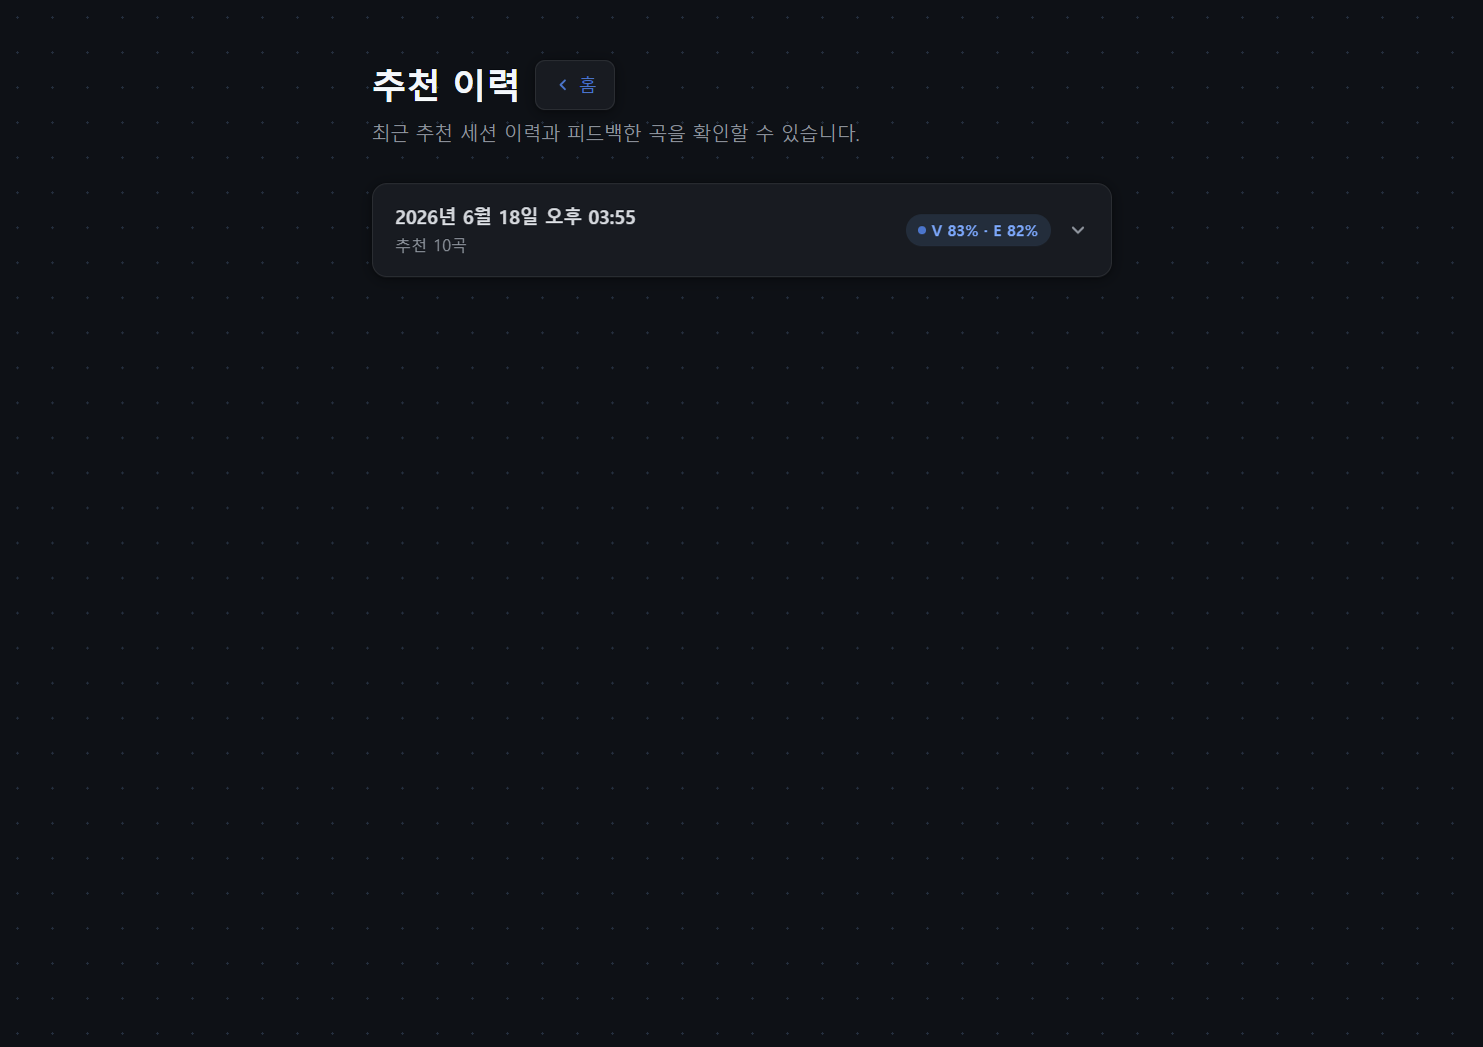 추천 이력
홈
최근 추천 세션 이력과 피드백한 곡을 확인할 수 있습니다.
2026년 6월 18일 오후 03:55
추천 10곡
V 83% · E 82%